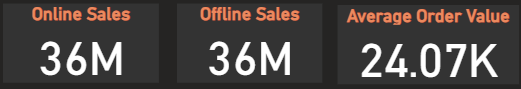 Online Sales
36M
Offline Sales
36M
Average Order Value
24.07K